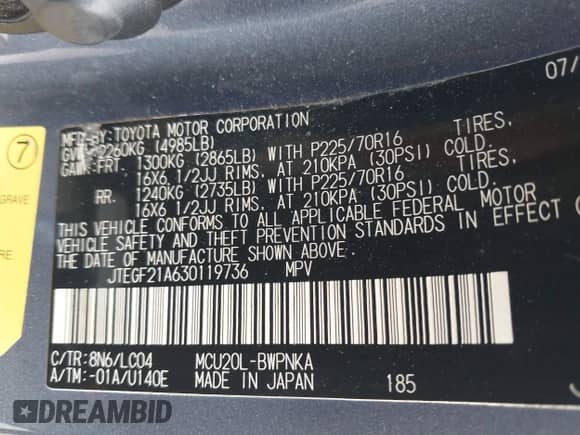 07/
MFD. BY: TOYOTA MOTOR CORPORATION
GVWR 2260KG (4985LB)
GAWR: FRT. 1300KG (2865LB) WITH P225/70R16 TIRES,
16X6 1/2JJ RIMS, AT 210KPA (30PSI) COLD.
RR. 1240KG (2735LB) WITH P225/70R16 TIRES,
16X6 1/2JJ RIMS, AT 210KPA (30PSI) COLD.
THIS VEHICLE CONFORMS TO ALL APPLICABLE FEDERAL MOTOR
VEHICLE SAFETY AND THEFT PREVENTION STANDARDS IN EFFECT
ON THE DATE OF MANUFACTURE SHOWN ABOVE.
JTEGF21A630119736 MPV
C/TR: 8N6/LC04 MCU20L-BWPNKA
A/TM: -01A/U140E MADE IN JAPAN 185
7
GRAVE.
RE.
DREAMBID